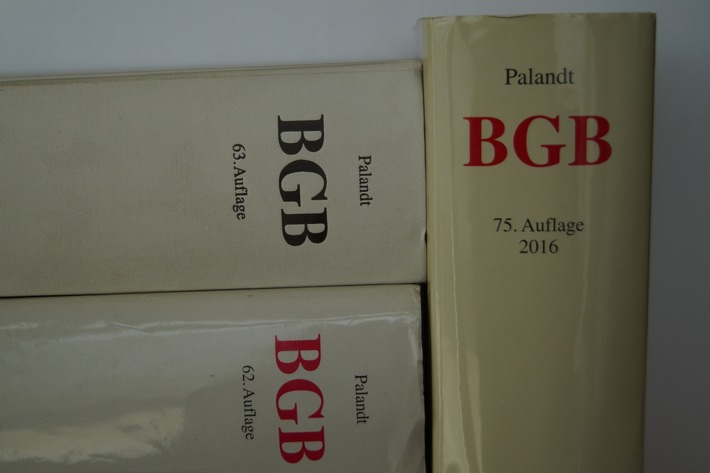 Palandt
BGB
63.Auflage
Palandt
BGB
62. Auflage
Palandt
BGB
75. Auflage
2016